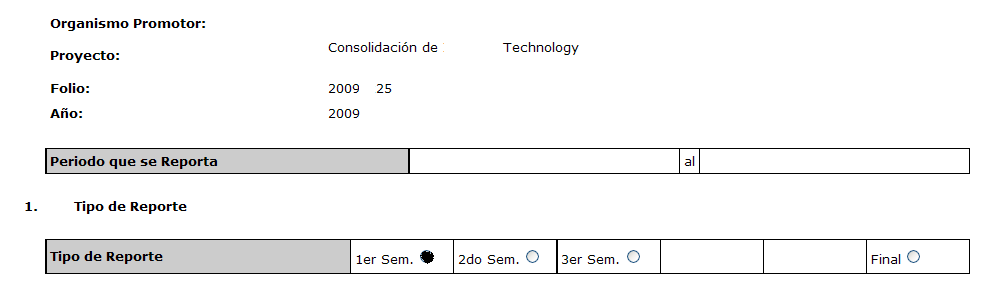 Organismo Promotor:
Proyecto: Consolidación de Technology
Folio: 2009 25
Año: 2009
Periodo que se Reporta al
1. Tipo de Reporte
Tipo de Reporte 1er Sem. 2do Sem. 3er Sem. Final